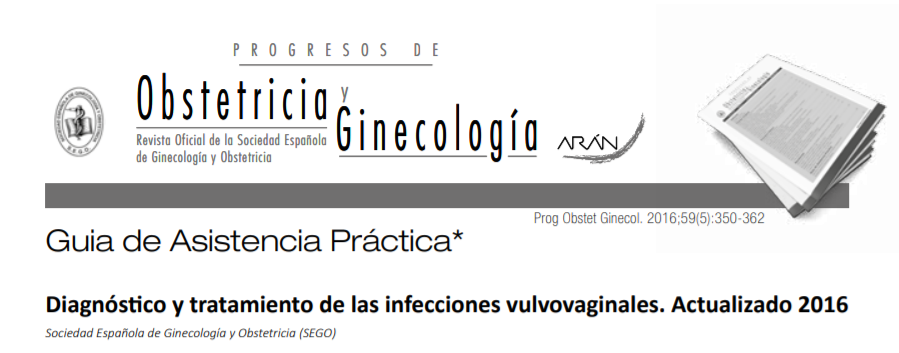 PROGRESOS DE
Obstetricia y
Ginecología
Revista Oficial de la Sociedad Española
de Ginecología y Obstetricia
ARÁN
Prog Obstet Ginecol. 2016;59(5):350-362
Guia de Asistencia Práctica*
Diagnóstico y tratamiento de las infecciones vulvovaginales. Actualizado 2016
Sociedad Española de Ginecología y Obstetricia (SEGO)